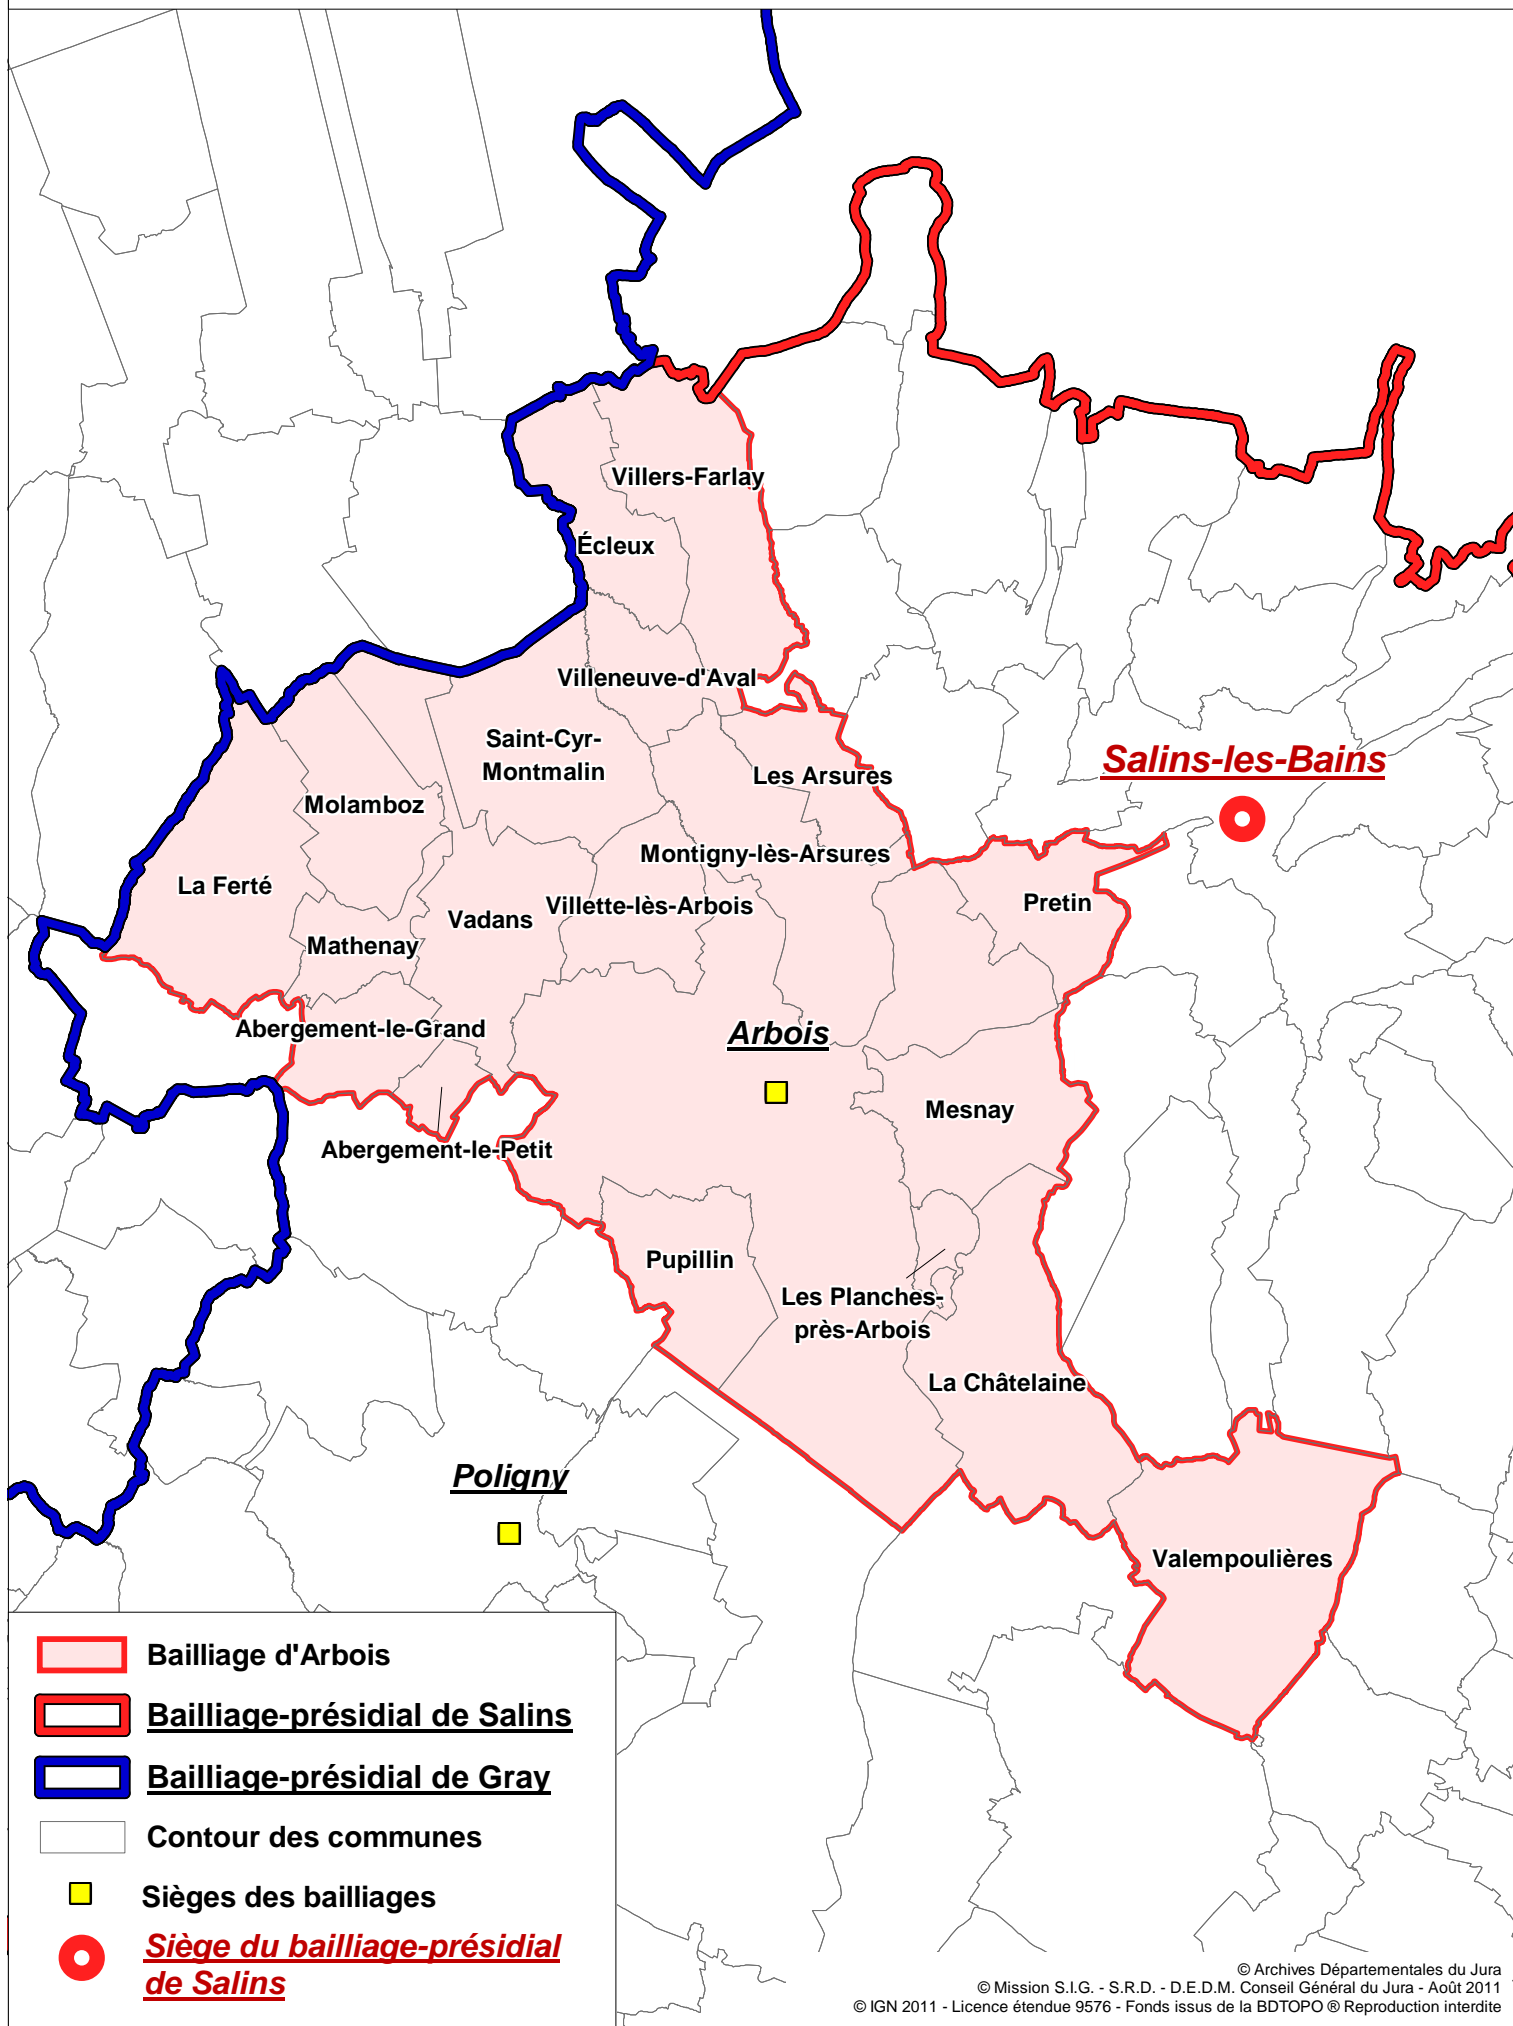 Villers-Farlay
Écleux
Villeneuve-d'Aval
Saint-Cyr-
Montmalin
Les Arsures
Salins-les-Bains
Molamboz
Montigny-lès-Arsures
La Ferté
Vadans
Villette-lès-Arbois
Pretin
Mathenay
Abergement-le-Grand
Arbois
Mesnay
Abergement-le-Petit
Pupillin
Les Planches-
près-Arbois
La Châtelaine
Poligny
Valempoulières
Bailliage d'Arbois
Bailliage-présidial de Salins
Bailliage-présidial de Gray
Contour des communes
Sièges des bailliages
Siège du bailliage-présidial
de Salins
© Archives Départementales du Jura
© Mission S.I.G. - S.R.D. - D.E.D.M. Conseil Général du Jura - Août 2011
© IGN 2011 - Licence étendue 9576 - Fonds issus de la BDTOPO ® Reproduction interdite